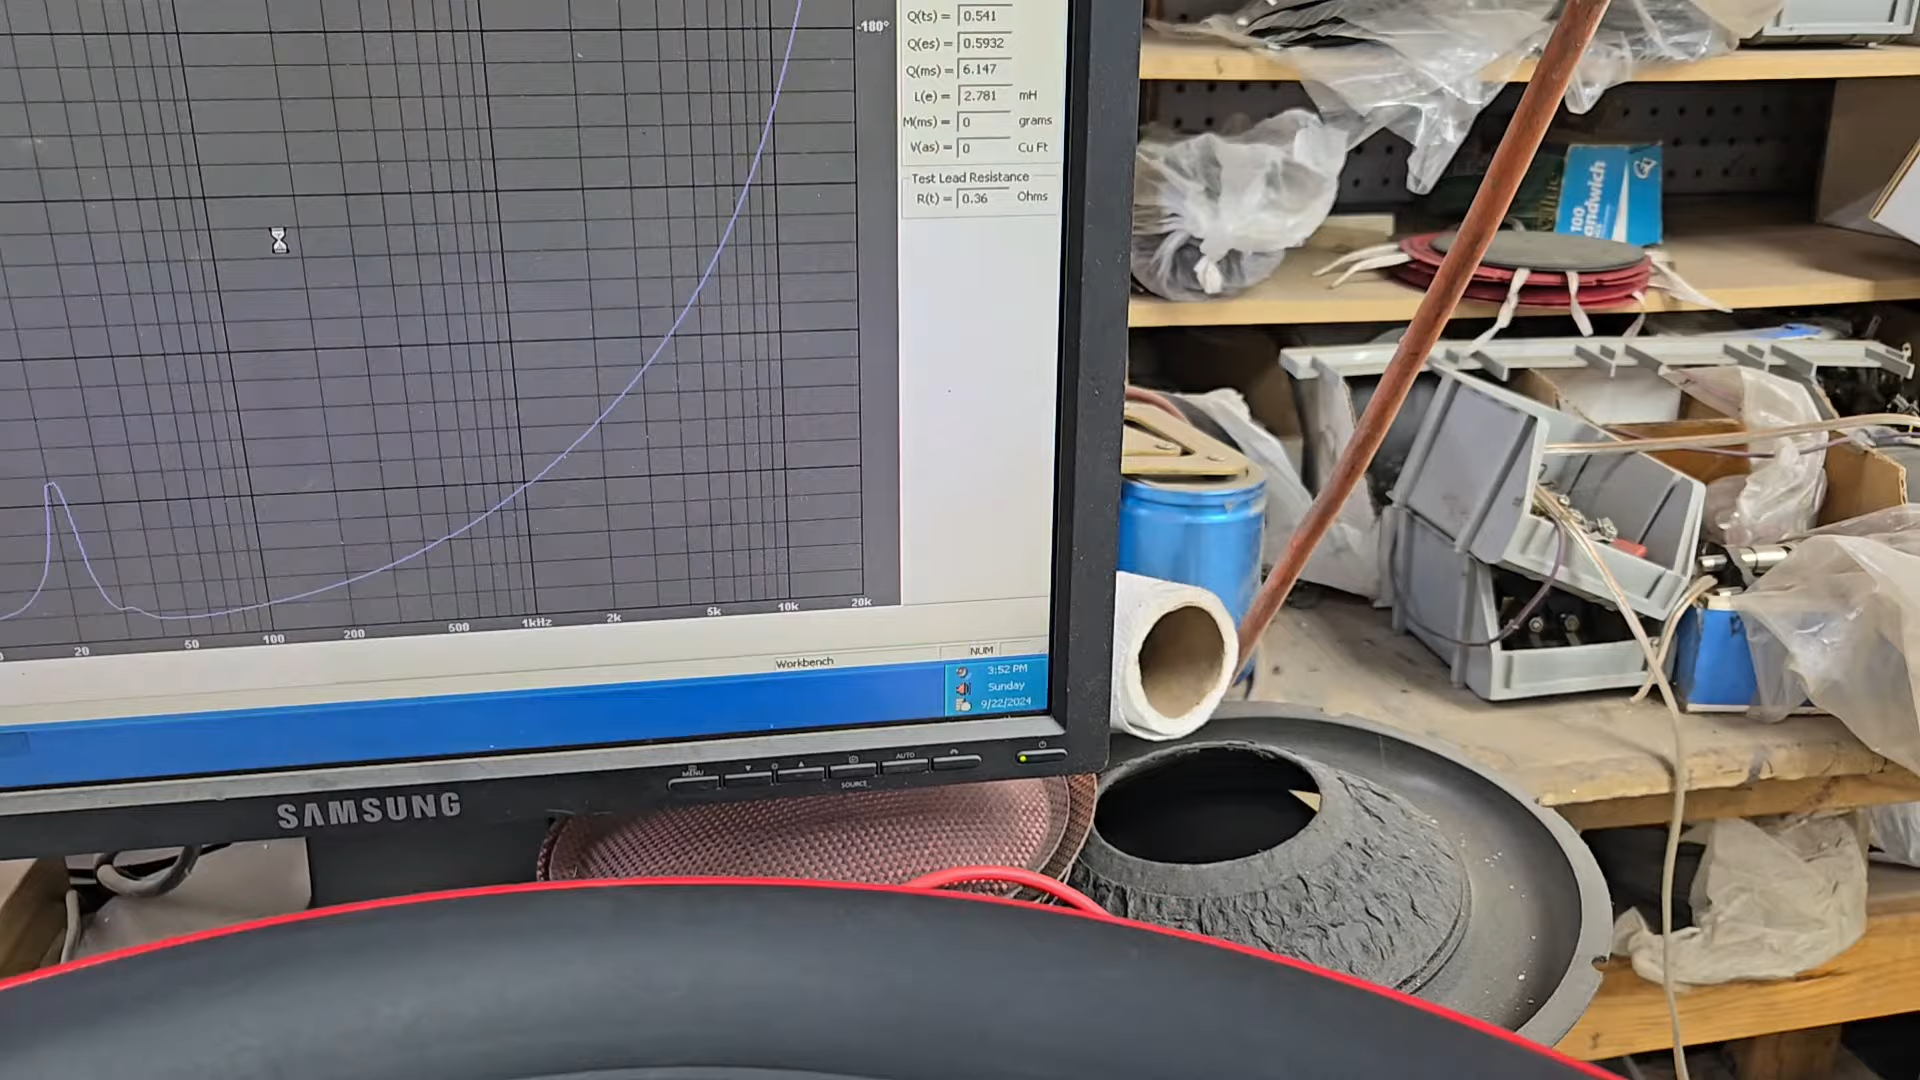 -180°
Q(ts) = 0.541
Q(es) = 0.5932
Q(ms) = 6.147
L(e) = 2.781 mH
M(ms) = 0 grams
V(as) = 0 Cu Ft
Test Lead Resistance
R(t) = 0.36 Ohms
20 50 100 200 500 1kHz 2k 5k 10k 20k
Workbench NUM
3:52 PM
Sunday
9/22/2024
MENU AUTO
SOURCE
SAMSUNG
100
andwich